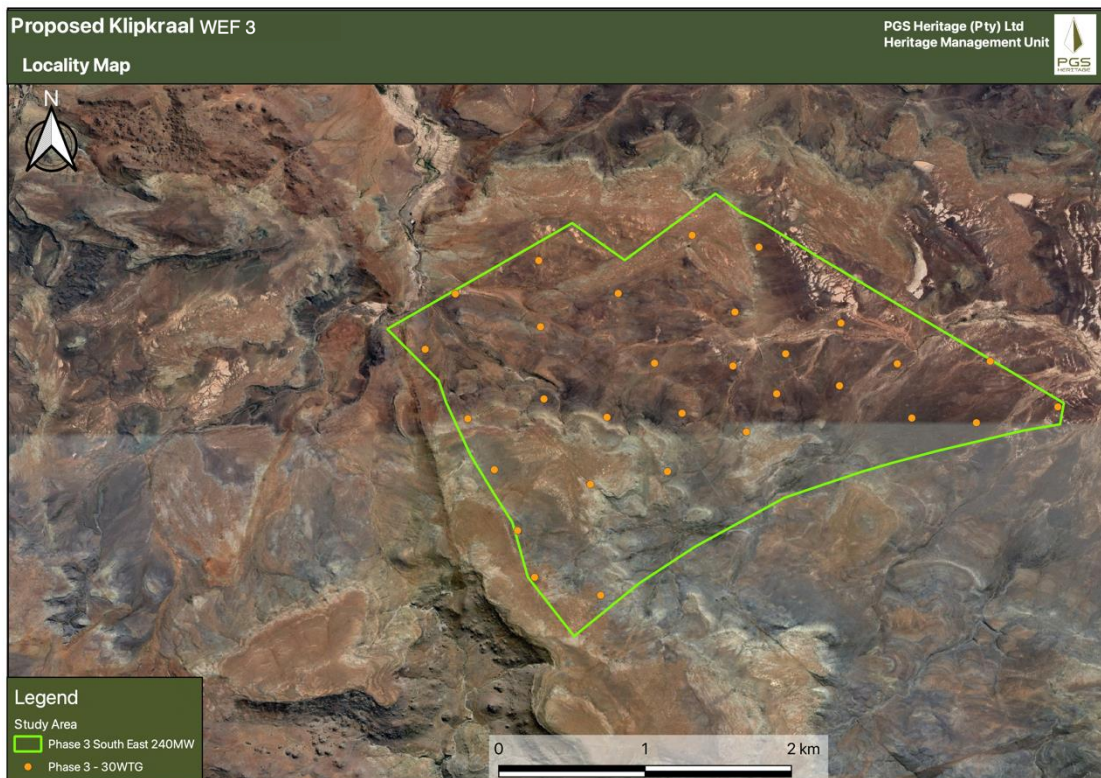 Proposed Klipkraal WEF 3
Locality Map
PGS Heritage (Pty) Ltd
Heritage Management Unit
PGS
HERITAGE
N
Legend
Study Area
Phase 3 South East 240MW
Phase 3 - 30WTG
0 1 2 km